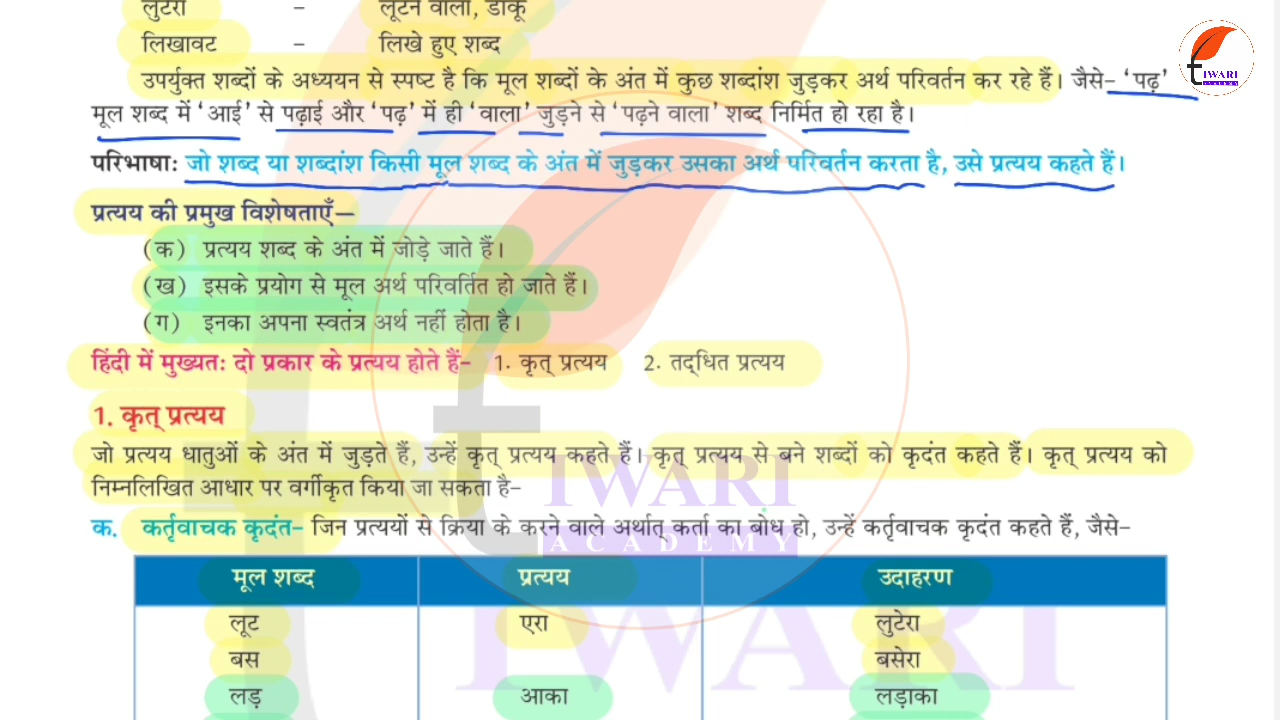 लुटेरा – लूटने वाला, डाकू
लिखावट – लिखे हुए शब्द
उपर्युक्त शब्दों के अध्ययन से स्पष्ट है कि मूल शब्दों के अंत में कुछ शब्दांश जुड़कर अर्थ परिवर्तन कर रहे हैं। जैसे– ‘पढ़’
मूल शब्द में ‘आई’ से पढ़ाई और ‘पढ़’ में ही ‘वाला’ जुड़ने से ‘पढ़ने वाला’ शब्द निर्मित हो रहा है।
परिभाषाः जो शब्द या शब्दांश किसी मूल शब्द के अंत में जुड़कर उसका अर्थ परिवर्तन करता है, उसे प्रत्यय कहते हैं।
प्रत्यय की प्रमुख विशेषताएँ–
(क) प्रत्यय शब्द के अंत में जोड़े जाते हैं।
(ख) इसके प्रयोग से मूल अर्थ परिवर्तित हो जाते हैं।
(ग) इनका अपना स्वतंत्र अर्थ नहीं होता है।
हिंदी में मुख्यतः दो प्रकार के प्रत्यय होते हैं– 1. कृत् प्रत्यय 2. तद्‌धित प्रत्यय
1. कृत् प्रत्यय
जो प्रत्यय धातुओं के अंत में जुड़ते हैं, उन्हें कृत् प्रत्यय कहते हैं। कृत् प्रत्यय से बने शब्दों को कृदंत कहते हैं। कृत् प्रत्यय को
निम्नलिखित आधार पर वर्गीकृत किया जा सकता है–
क. कर्तृवाचक कृदंत– जिन प्रत्ययों से क्रिया के करने वाले अर्थात् कर्ता का बोध हो, उन्हें कर्तृवाचक कृदंत कहते हैं, जैसे–
मूल शब्द प्रत्यय उदाहरण
लूट एरा लुटेरा
बस बसेरा
लड़ आका लड़ाका
TIWARI
ACADEMY
TIWARI
ACADEMY
IWARI